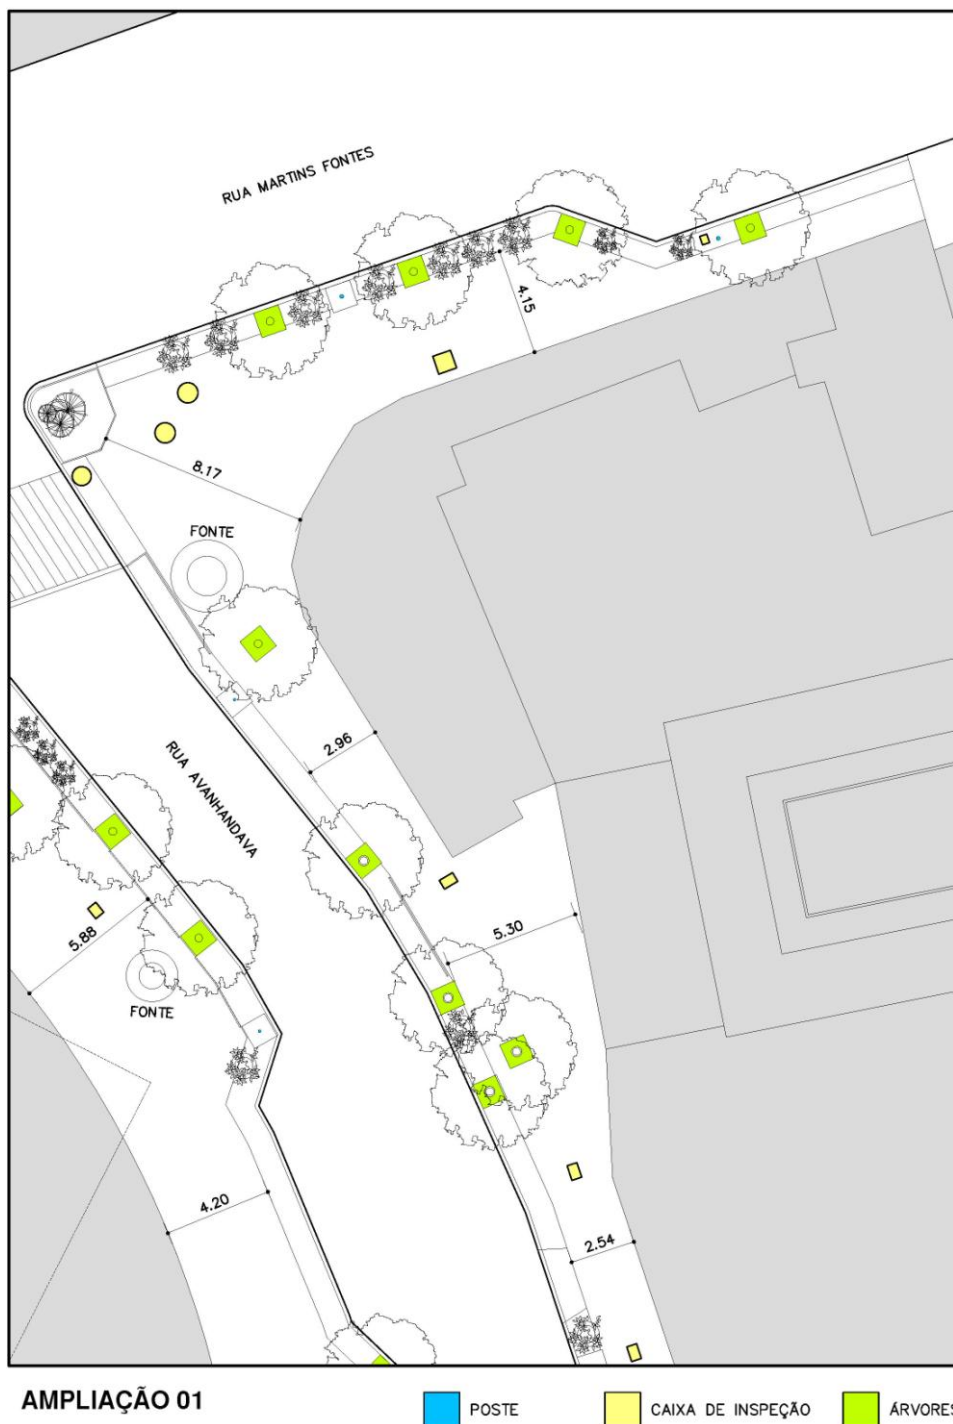 RUA MARTINS FONTES
4.15
8.17
FONTE
2.96
RUA AVANHANDAVA
5.88
5.30
FONTE
4.20
2.54
AMPLIAÇÃO 01
POSTE
CAIXA DE INSPEÇÃO
ÁRVORES